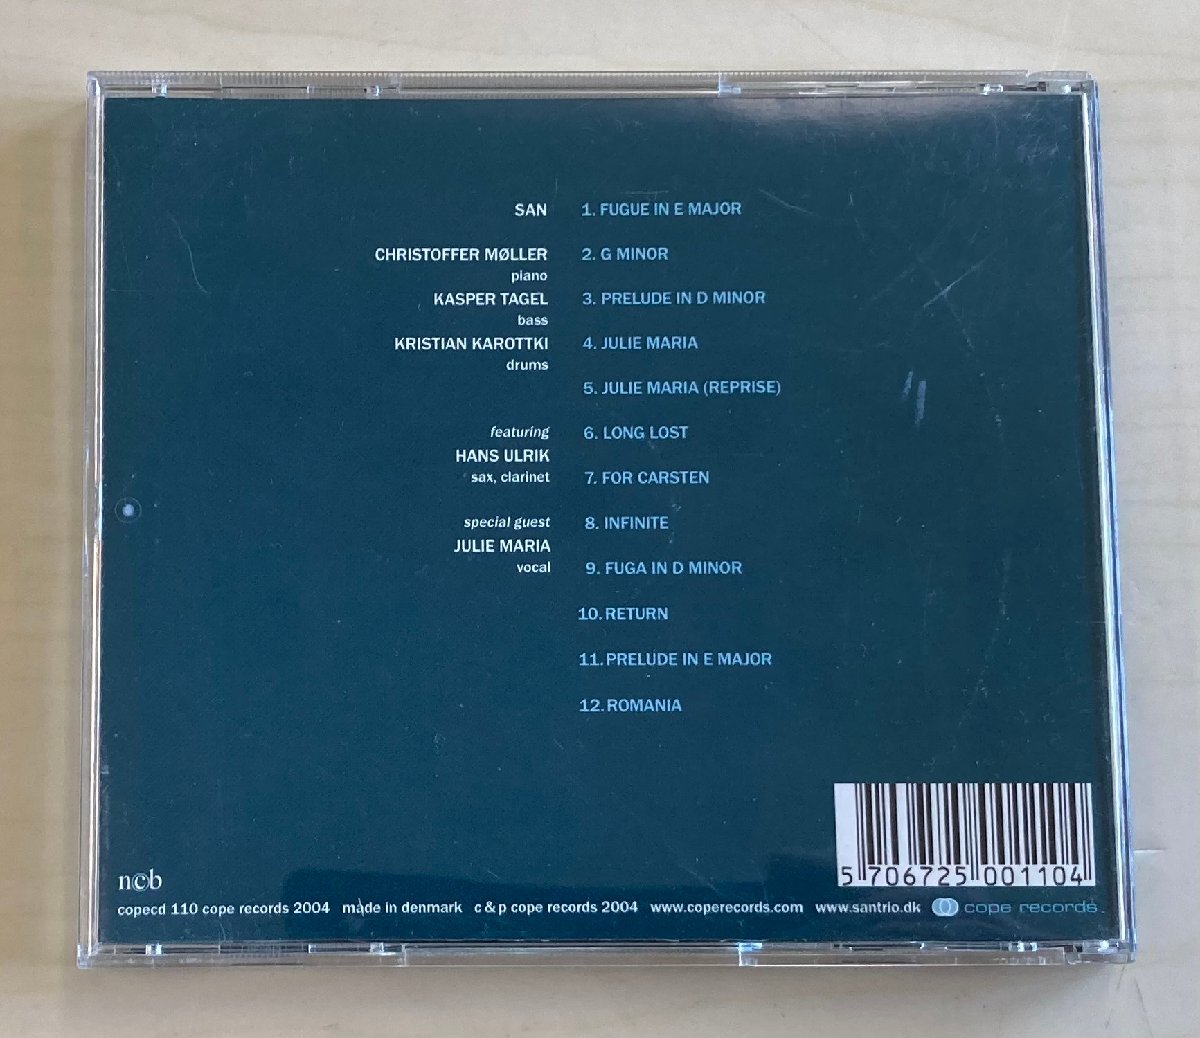 SAN
CHRISTOFFER MØLLER
piano
KASPER TAGEL
bass
KRISTIAN KAROTTKI
drums
featuring
HANS ULRIK
sax, clarinet
special guest
JULIE MARIA
vocal
1. FUGUE IN E MAJOR
2. G MINOR
3. PRELUDE IN D MINOR
4. JULIE MARIA
5. JULIE MARIA (REPRISE)
6. LONG LOST
7. FOR CARSTEN
8. INFINITE
9. FUGA IN D MINOR
10. RETURN
11. PRELUDE IN E MAJOR
12. ROMANIA
5 706725 001104
ncb
copecd 110 cope records 2004 made in denmark c & p cope records 2004 www.coperecords.com www.santrio.dk cope records.